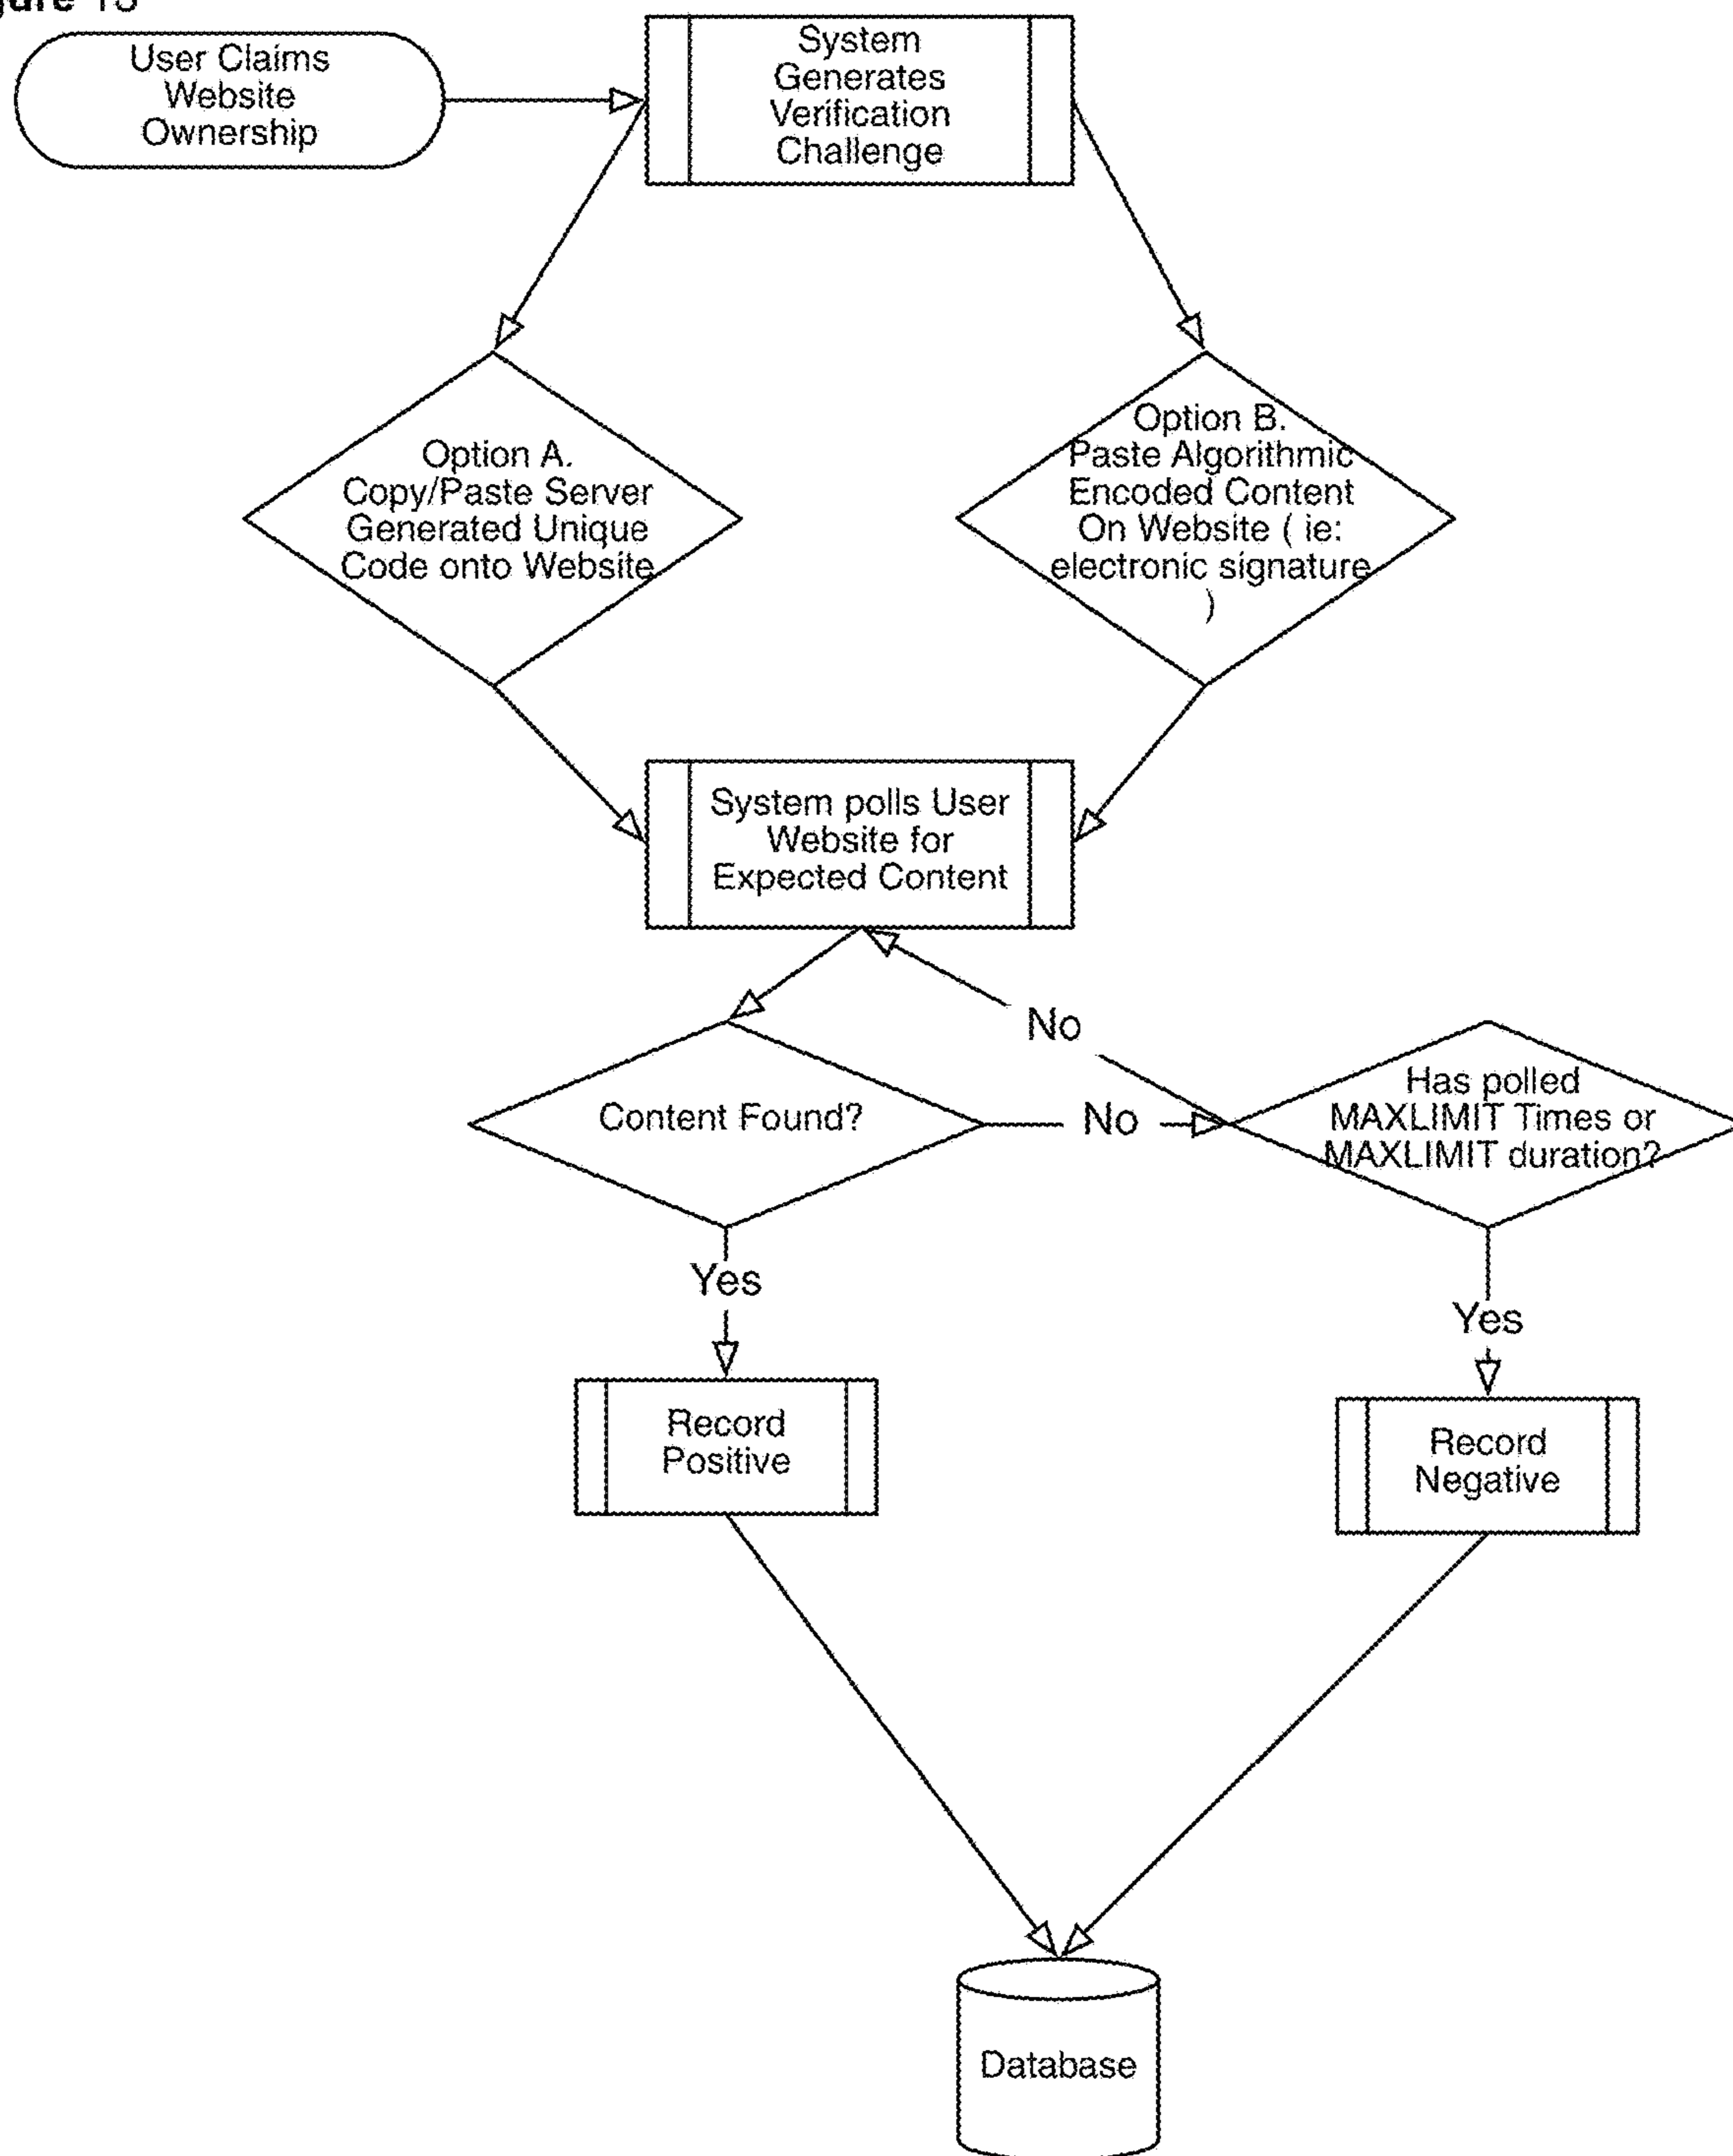 User Claims
Website
Ownership
System
Generates
Verification
Challenge
Option A.
Copy/Paste Server
Generated Unique
Code onto Website
Option B.
Paste Algorithmic
Encoded Content
On Website ( ie:
electronic signature
)
System polls User
Website for
Expected Content
No
Content Found?
No
Has polled
MAXLIMIT Times or
MAXLIMIT duration?
Yes
Yes
Record
Positive
Record
Negative
Database